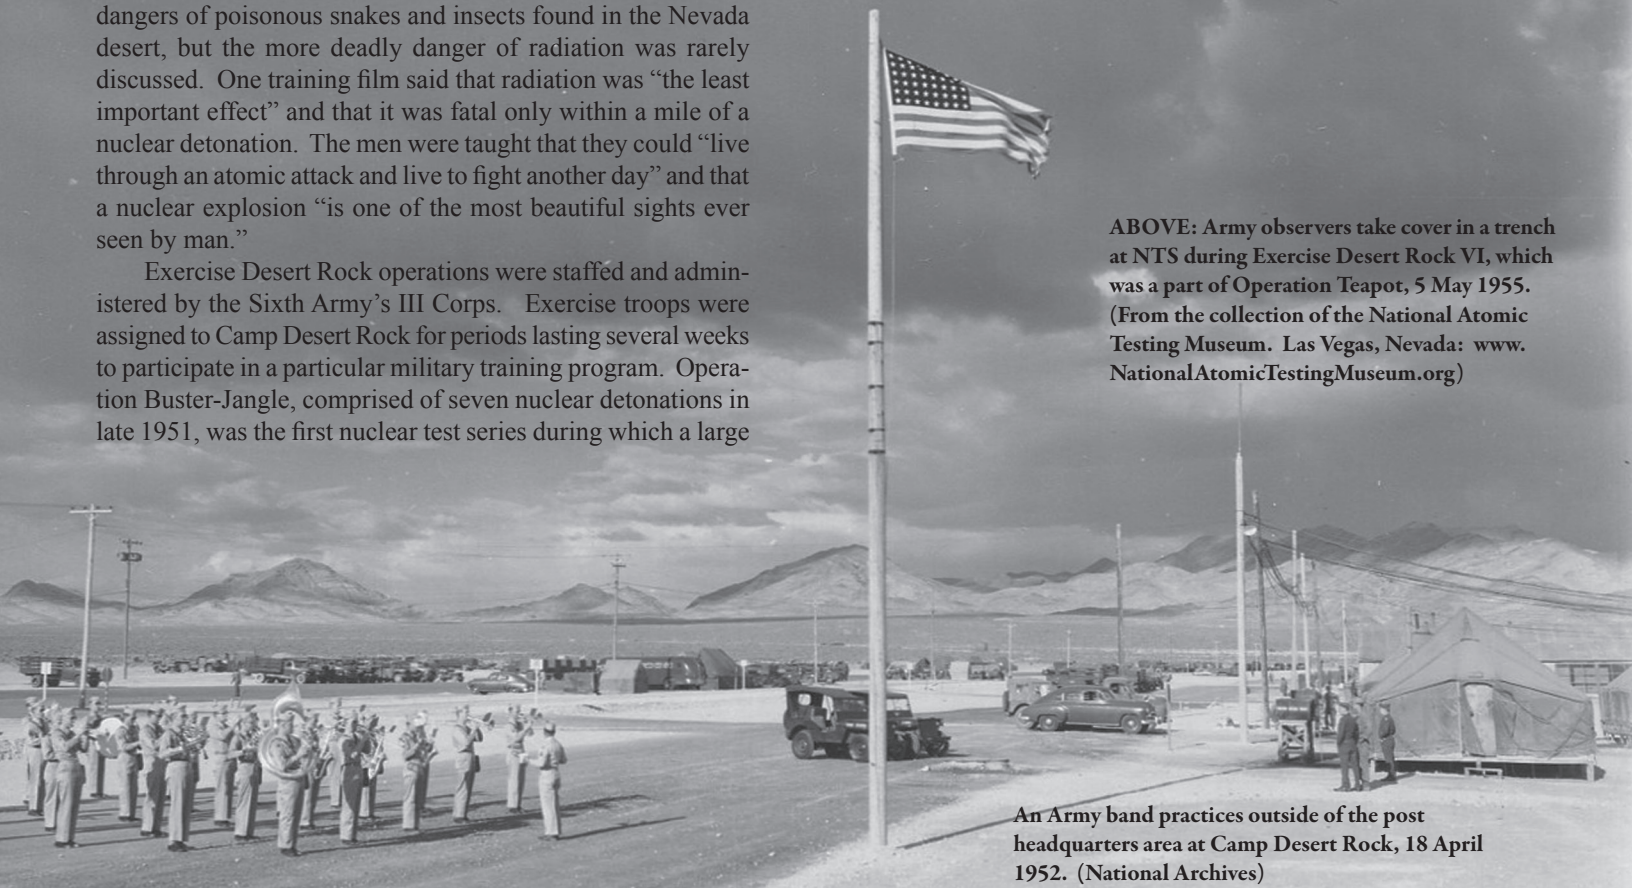 dangers of poisonous snakes and insects found in the Nevada
desert, but the more deadly danger of radiation was rarely
discussed.  One training film said that radiation was “the least
important effect” and that it was fatal only within a mile of a
nuclear detonation.  The men were taught that they could “live
through an atomic attack and live to fight another day” and that
a nuclear explosion “is one of the most beautiful sights ever
seen by man.”
Exercise Desert Rock operations were staffed and admin-
istered by the Sixth Army’s III Corps.  Exercise troops were
assigned to Camp Desert Rock for periods lasting several weeks
to participate in a particular military training program.  Opera-
tion Buster-Jangle, comprised of seven nuclear detonations in
late 1951, was the first nuclear test series during which a large
ABOVE: Army observers take cover in a trench
at NTS during Exercise Desert Rock VI, which
was a part of Operation Teapot, 5 May 1955.
(From the collection of the National Atomic
Testing Museum.  Las Vegas, Nevada:  www.
NationalAtomicTestingMuseum.org)
An Army band practices outside of the post
headquarters area at Camp Desert Rock, 18 April
1952.  (National Archives)